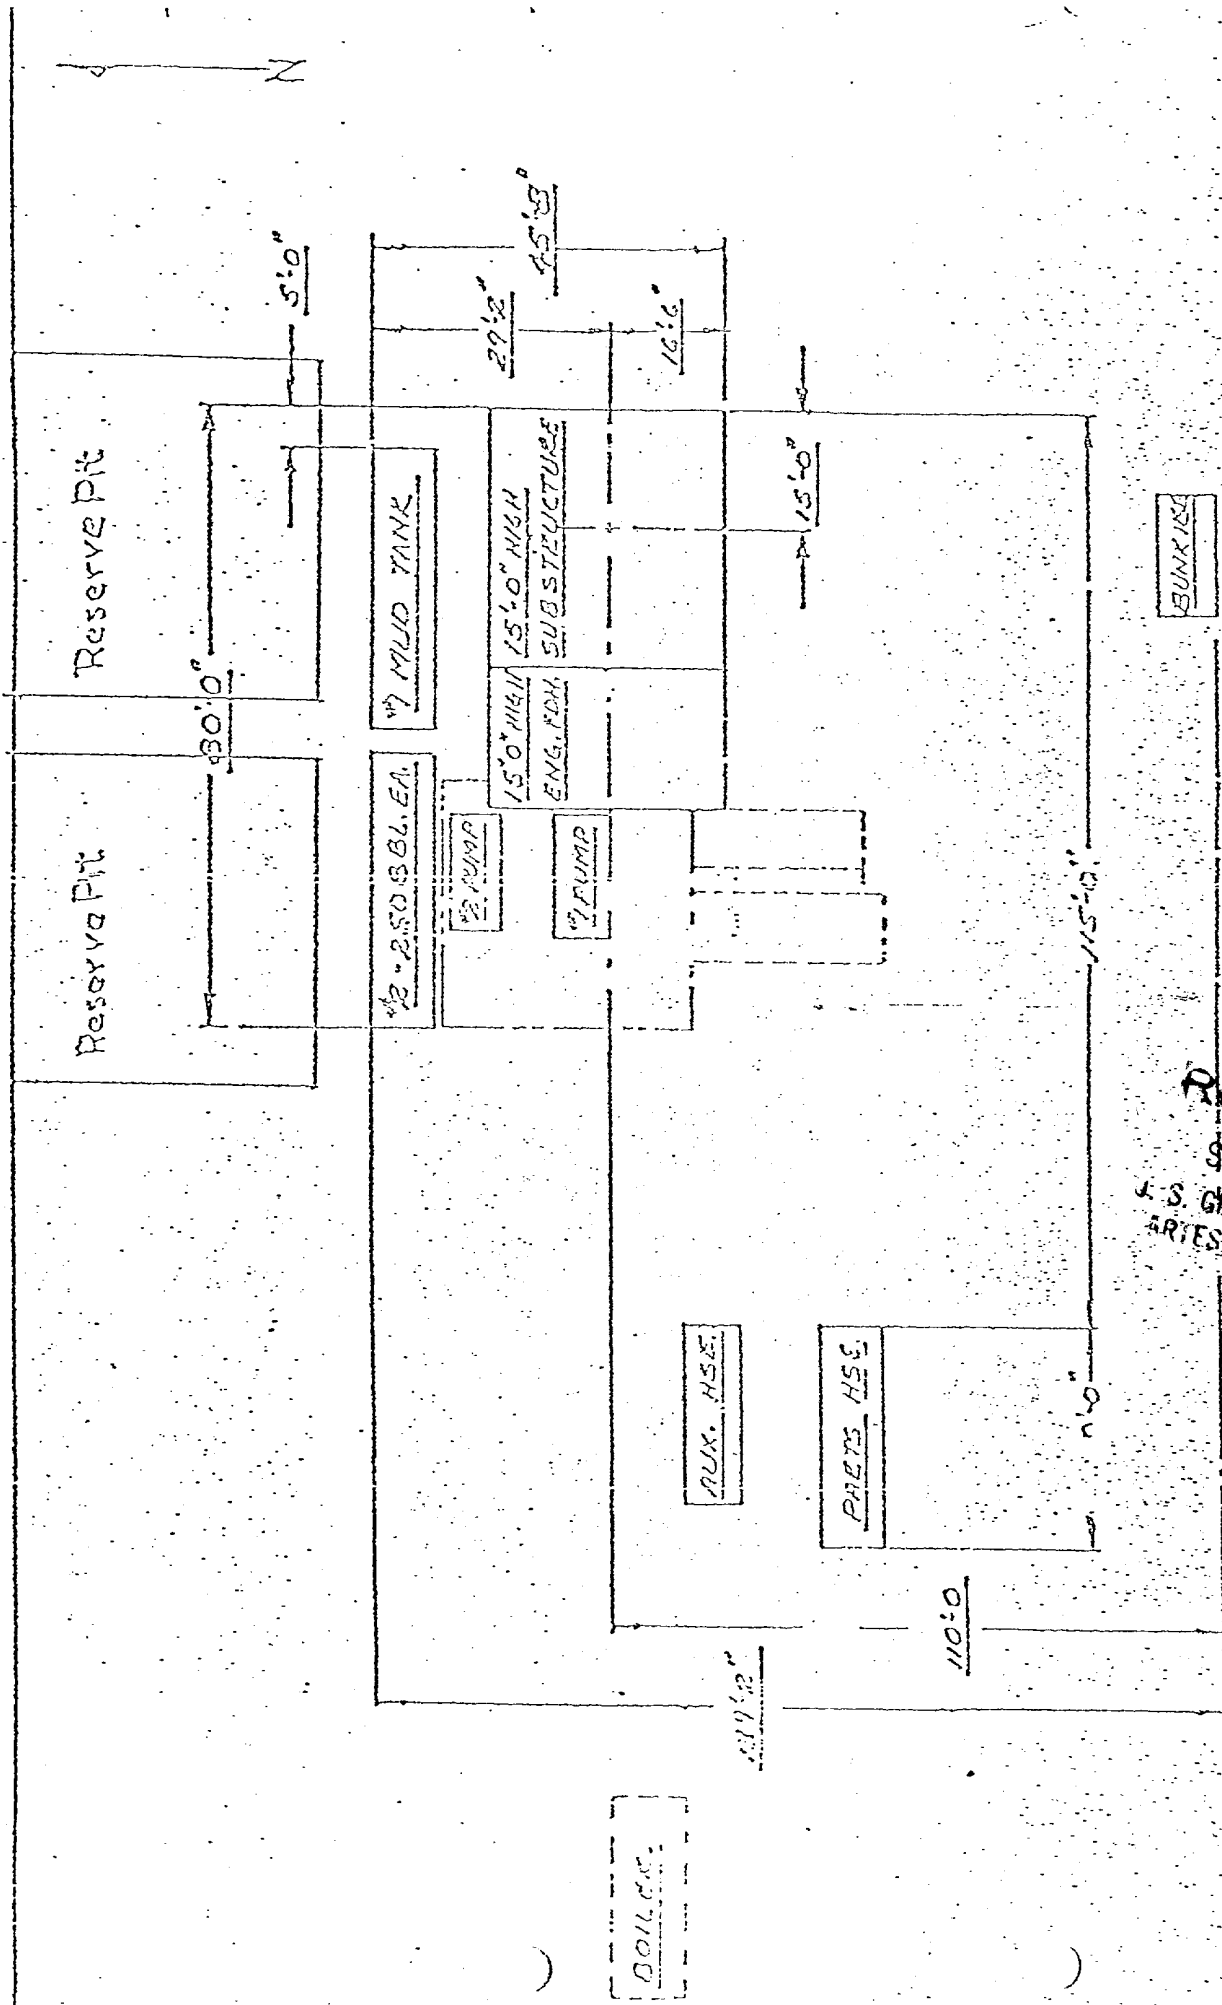 N
Reserve Pit
Reserve Pit
5'-0"
80'-0"
#1 MUD TANK
#2 - 250 BBL. EA.
29'-2"
45'-8"
16'-6"
15'-0" HIGH
SUBSTRUCTURE
15'-0" HIGH
ENG. FDN.
#2 PUMP
#1 PUMP
15'-0"
115'-0"
AUX. HSE.
PARTS HSE.
110'-0
BOILER